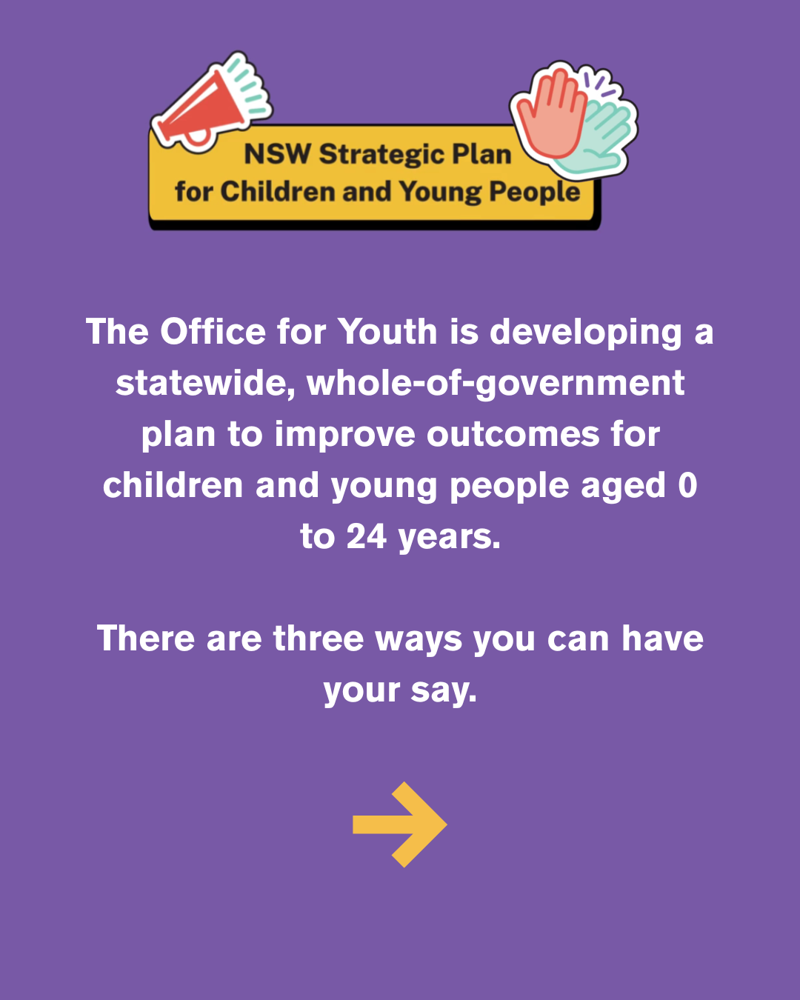 NSW Strategic Plan
for Children and Young People
The Office for Youth is developing a
statewide, whole-of-government
plan to improve outcomes for
children and young people aged 0
to 24 years.
There are three ways you can have
your say.